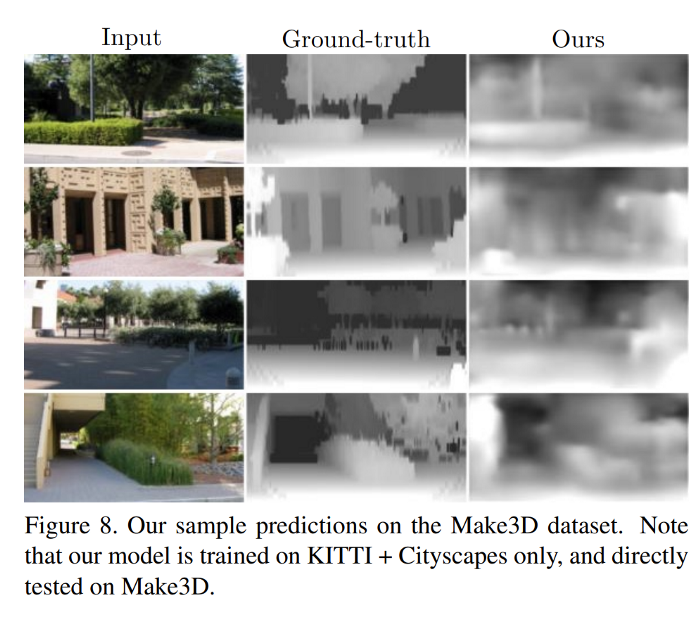 Input Ground-truth Ours
Figure 8. Our sample predictions on the Make3D dataset. Note
that our model is trained on KITTI + Cityscapes only, and directly
tested on Make3D.